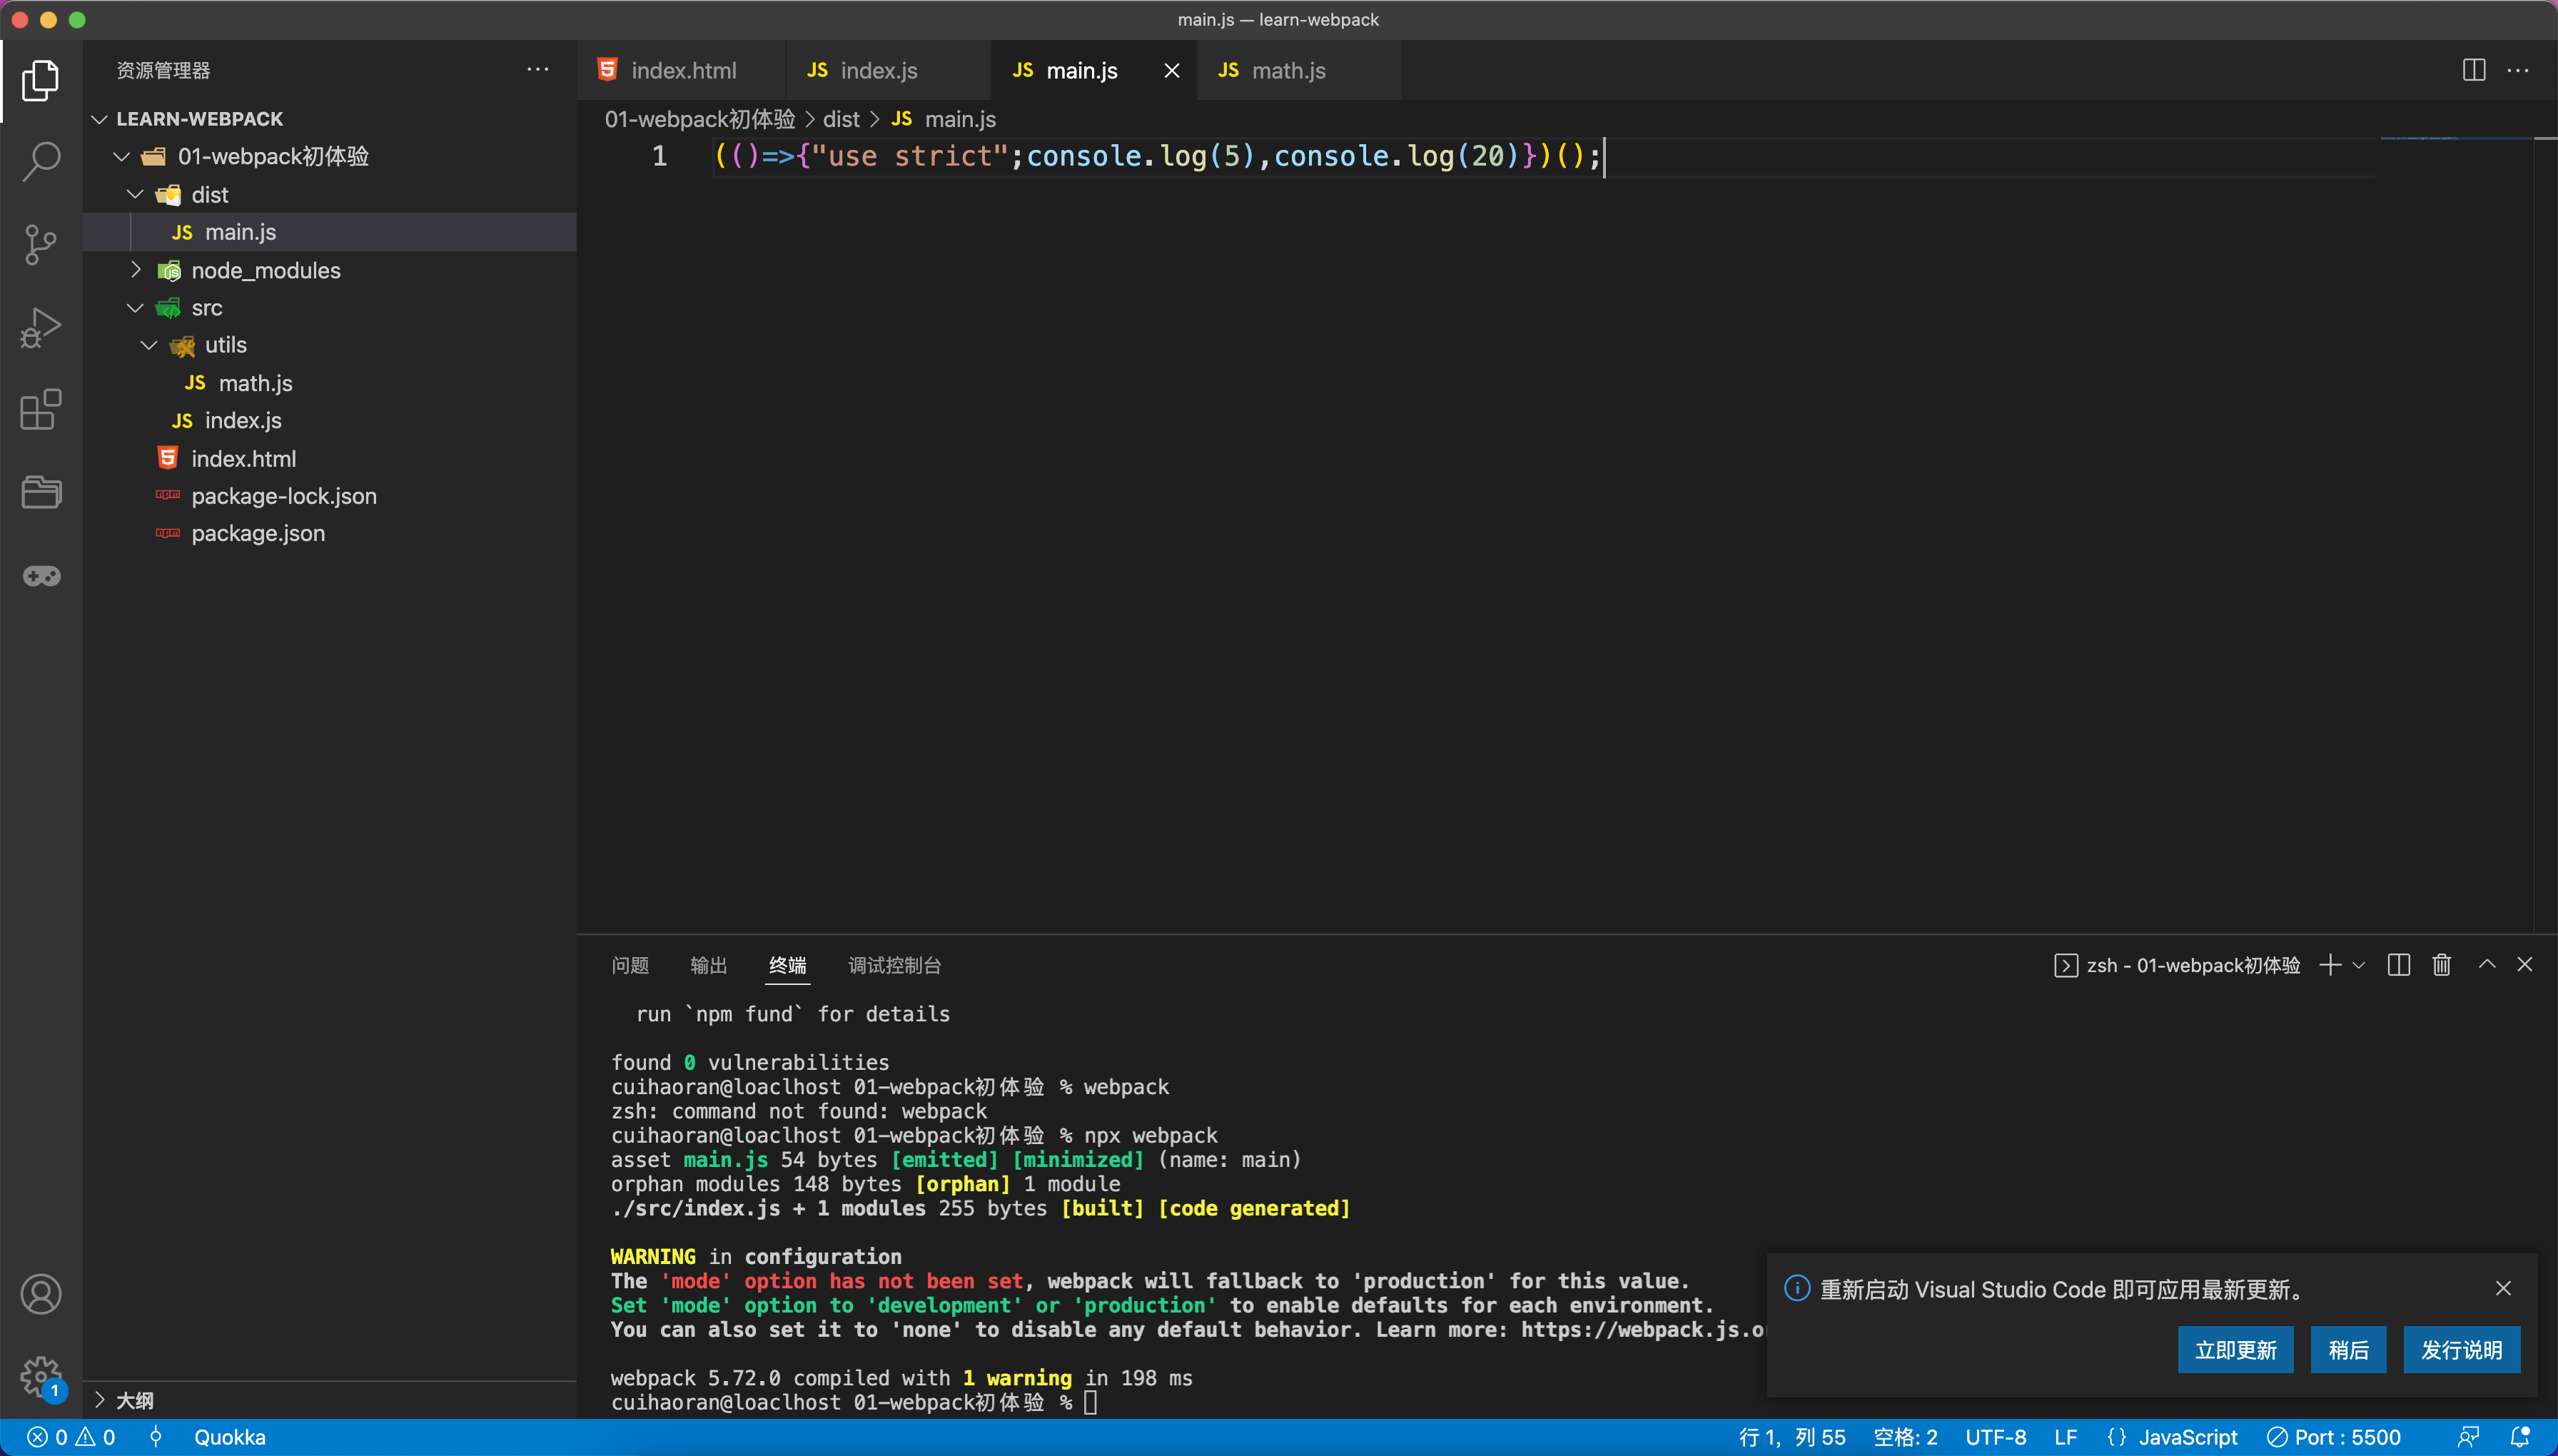 main.js — learn-webpack
资源管理器
LEARN-WEBPACK
01-webpack初体验
dist
JS main.js
node_modules
src
utils
JS math.js
JS index.js
index.html
package-lock.json
package.json
大纲
index.html
JS index.js
JS main.js
JS math.js
01-webpack初体验 > dist > JS main.js
1 (()=>{"use strict";console.log(5),console.log(20)})();
问题 输出 终端 调试控制台
zsh - 01-webpack初体验
run `npm fund` for details
found 0 vulnerabilities
cuihaoran@loaclhost 01-webpack初体验 % webpack
zsh: command not found: webpack
cuihaoran@loaclhost 01-webpack初体验 % npx webpack
asset main.js 54 bytes [emitted] [minimized] (name: main)
orphan modules 148 bytes [orphan] 1 module
./src/index.js + 1 modules 255 bytes [built] [code generated]
WARNING in configuration
The 'mode' option has not been set, webpack will fallback to 'production' for this value.
Set 'mode' option to 'development' or 'production' to enable defaults for each environment.
You can also set it to 'none' to disable any default behavior. Learn more: https://webpack.js.o
webpack 5.72.0 compiled with 1 warning in 198 ms
cuihaoran@loaclhost 01-webpack初体验 %
重新启动 Visual Studio Code 即可应用最新更新。
立即更新 稍后 发行说明
1
0 0 Quokka
行 1，列 55 空格: 2 UTF-8 LF {} JavaScript Port : 5500